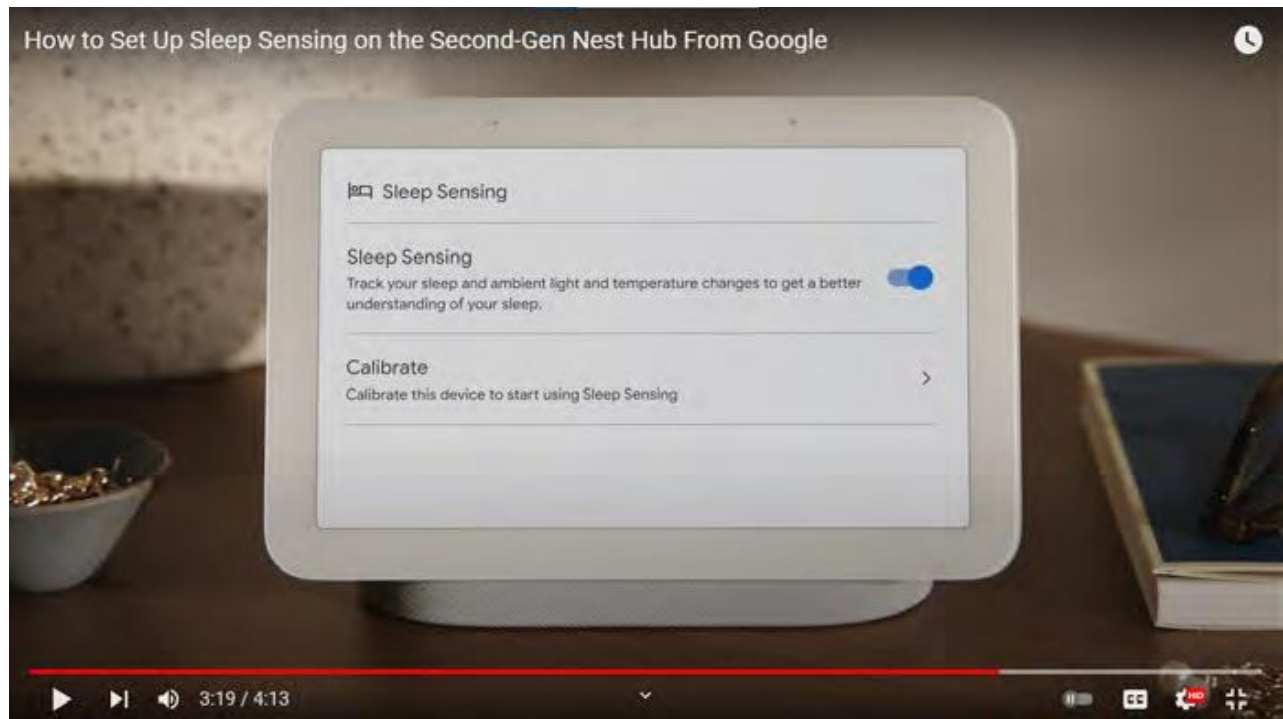 How to Set Up Sleep Sensing on the Second-Gen Nest Hub From Google
Sleep Sensing
Sleep Sensing
Track your sleep and ambient light and temperature changes to get a better
understanding of your sleep.
Calibrate
Calibrate this device to start using Sleep Sensing
3:19 / 4:13
CC
HD